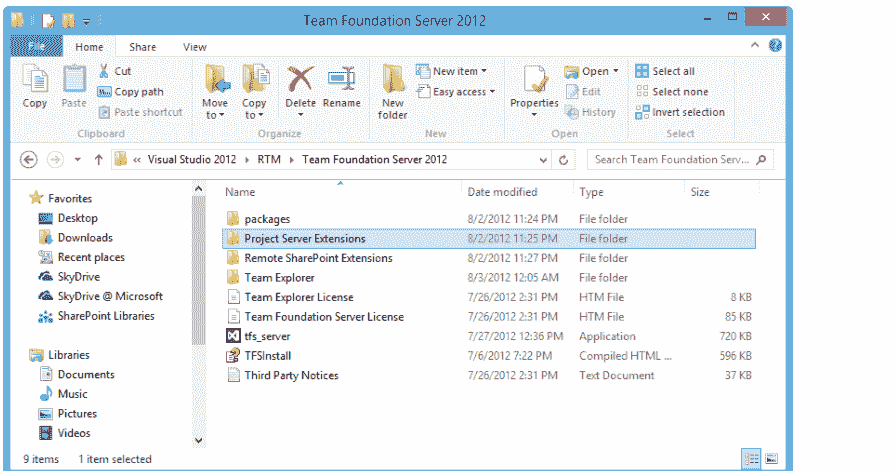 Team Foundation Server 2012
File Home Share View
Copy
Paste
Cut
Copy path
Paste shortcut
Clipboard
Move to
Copy to
Delete
Rename
Organize
New folder
New item
Easy access
New
Properties
Open
Edit
History
Open
Select all
Select none
Invert selection
Select
« Visual Studio 2012 RTM Team Foundation Server 2012
Search Team Foundation Serv...
Favorites
Desktop
Downloads
Recent places
SkyDrive
SkyDrive @ Microsoft
SharePoint Libraries
Libraries
Documents
Music
Pictures
Videos
Name Date modified Type Size
packages 8/2/2012 11:24 PM File folder
Project Server Extensions 8/2/2012 11:25 PM File folder
Remote SharePoint Extensions 8/2/2012 11:27 PM File folder
Team Explorer 8/3/2012 12:05 AM File folder
Team Explorer License 7/26/2012 2:31 PM HTM File 8 KB
Team Foundation Server License 7/26/2012 2:31 PM HTM File 85 KB
tfs_server 7/27/2012 12:36 PM Application 720 KB
TFSInstall 7/6/2012 7:22 PM Compiled HTML ... 596 KB
Third Party Notices 7/26/2012 2:31 PM Text Document 37 KB
9 items 1 item selected